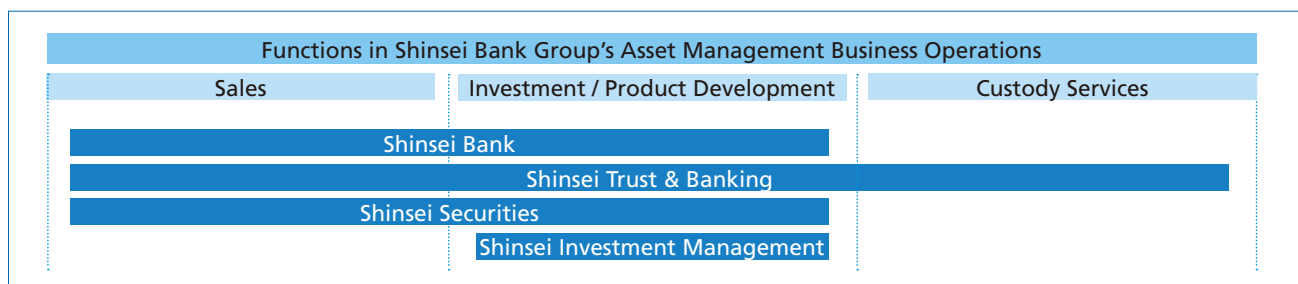 Functions in Shinsei Bank Group's Asset Management Business Operations
Sales
Investment / Product Development
Custody Services
Shinsei Bank
Shinsei Trust & Banking
Shinsei Securities
Shinsei Investment Management